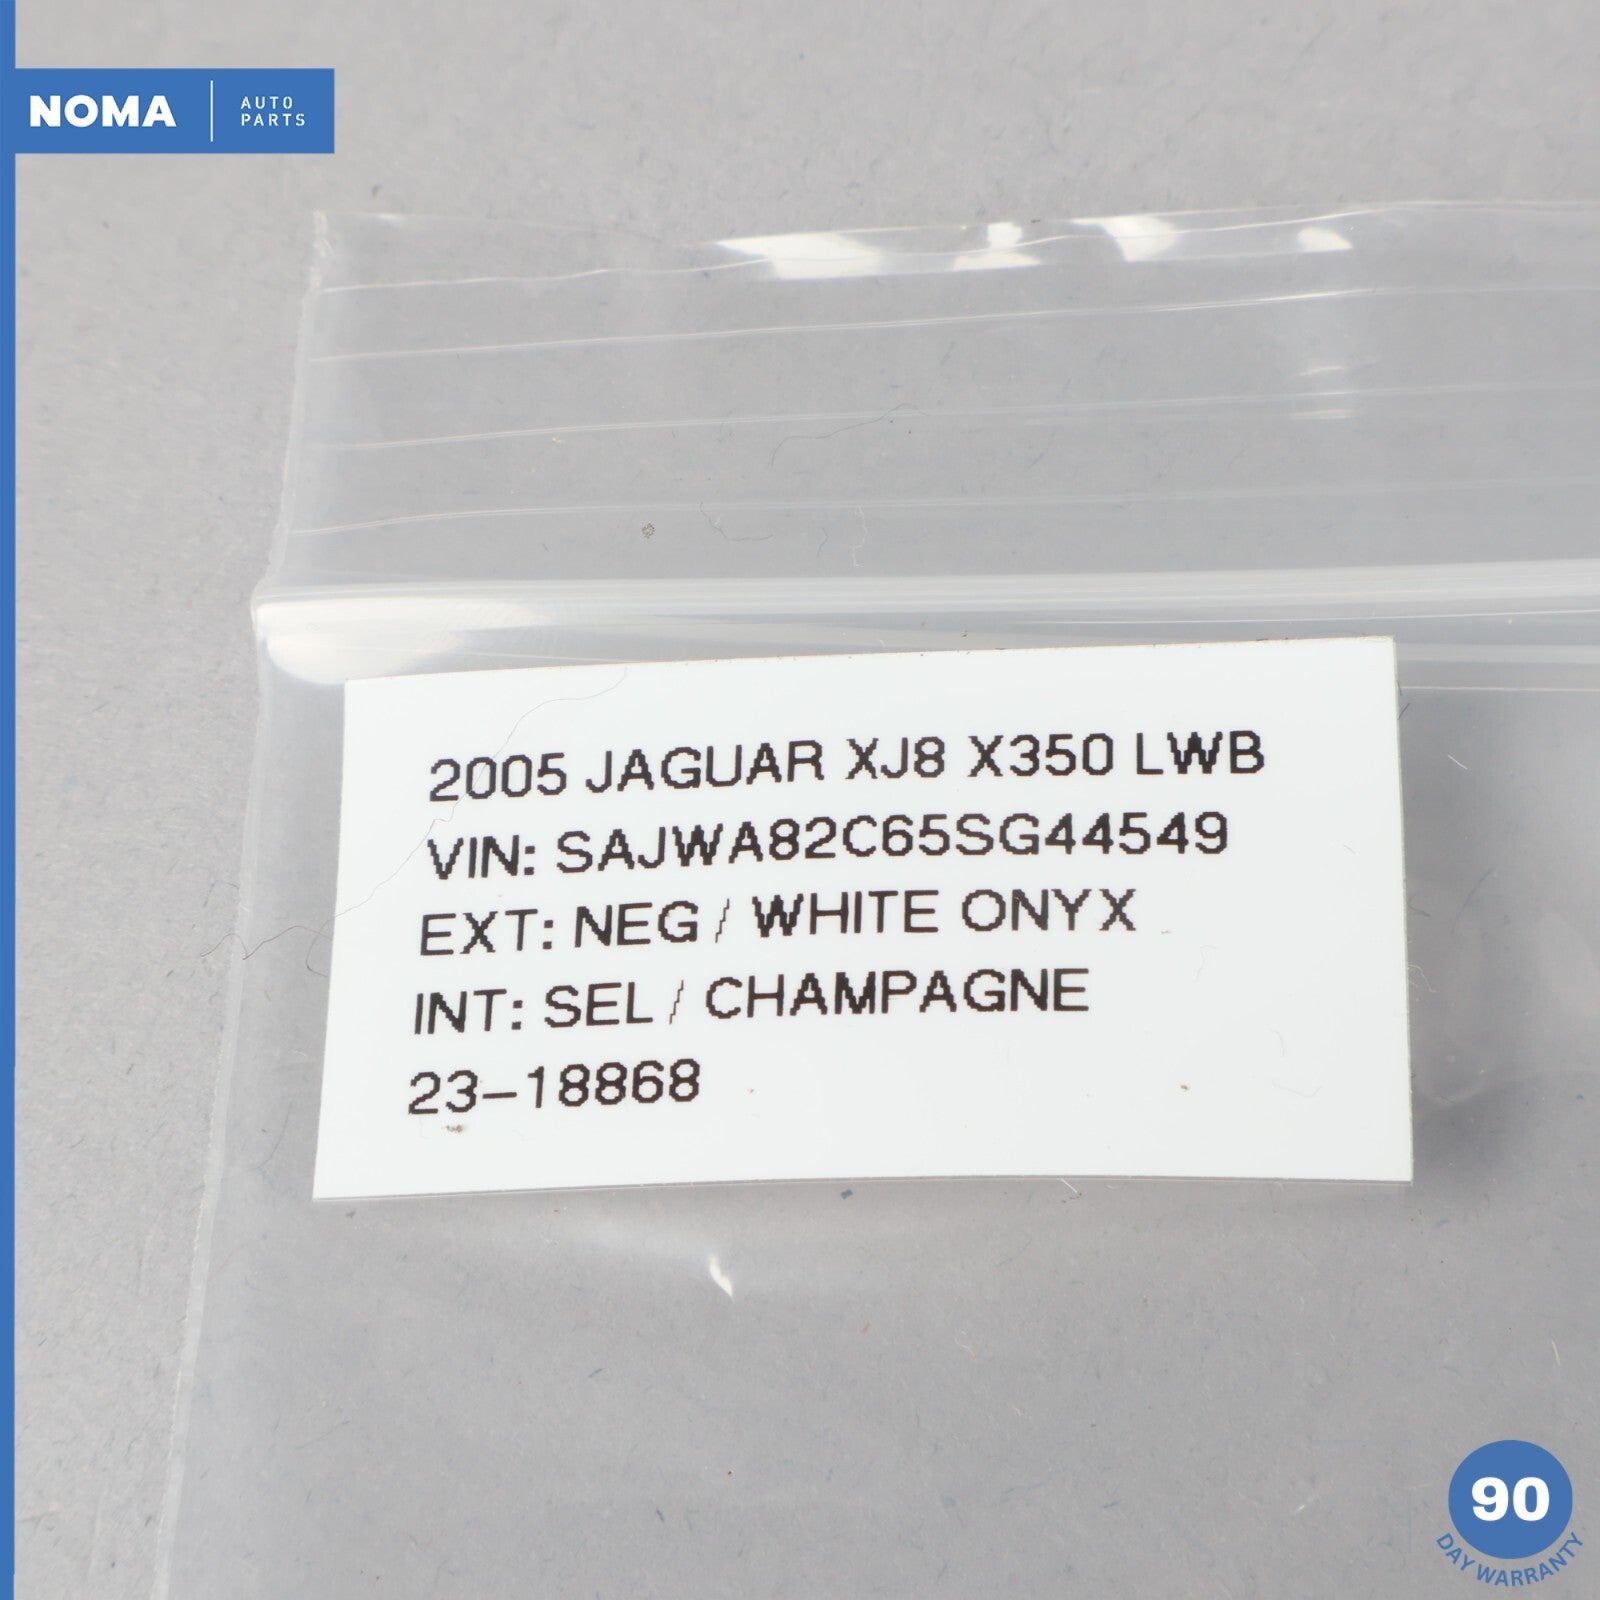 NOMA
AUTO
PARTS
2005 JAGUAR XJ8 X350 LWB
VIN: SAJWA82C65SG44549
EXT: NEG / WHITE ONYX
INT: SEL / CHAMPAGNE
23-18868
90
DAY WARRANTY